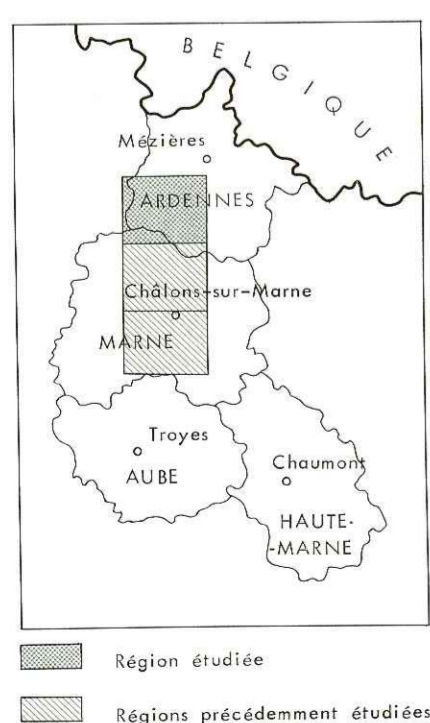 BELGIQUE
Mézières
ARDENNES
Châlons-sur-Marne
MARNE
Troyes
AUBE
Chaumont
HAUTE-
-MARNE
Région étudiée
Régions précédemment étudiées